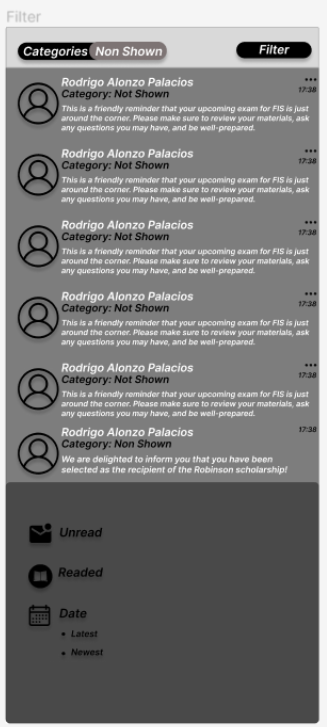 Filter
Categories Non Shown
Filter
Rodrigo Alonzo Palacios
Category: Not Shown
This is a friendly reminder that your upcoming exam for FIS is just
around the corner. Please make sure to review your materials, ask
any questions you may have, and be well-prepared.
17:38
Rodrigo Alonzo Palacios
Category: Not Shown
This is a friendly reminder that your upcoming exam for FIS is just
around the corner. Please make sure to review your materials, ask
any questions you may have, and be well-prepared.
17:38
Rodrigo Alonzo Palacios
Category: Not Shown
This is a friendly reminder that your upcoming exam for FIS is just
around the corner. Please make sure to review your materials, ask
any questions you may have, and be well-prepared.
17:38
Rodrigo Alonzo Palacios
Category: Not Shown
This is a friendly reminder that your upcoming exam for FIS is just
around the corner. Please make sure to review your materials, ask
any questions you may have, and be well-prepared.
17:38
Rodrigo Alonzo Palacios
Category: Not Shown
This is a friendly reminder that your upcoming exam for FIS is just
around the corner. Please make sure to review your materials, ask
any questions you may have, and be well-prepared.
17:38
Rodrigo Alonzo Palacios
Category: Non Shown
We are delighted to inform you that you have been
selected as the recipient of the Robinson scholarship!
17:38
Unread
Readed
Date
• Latest
• Newest